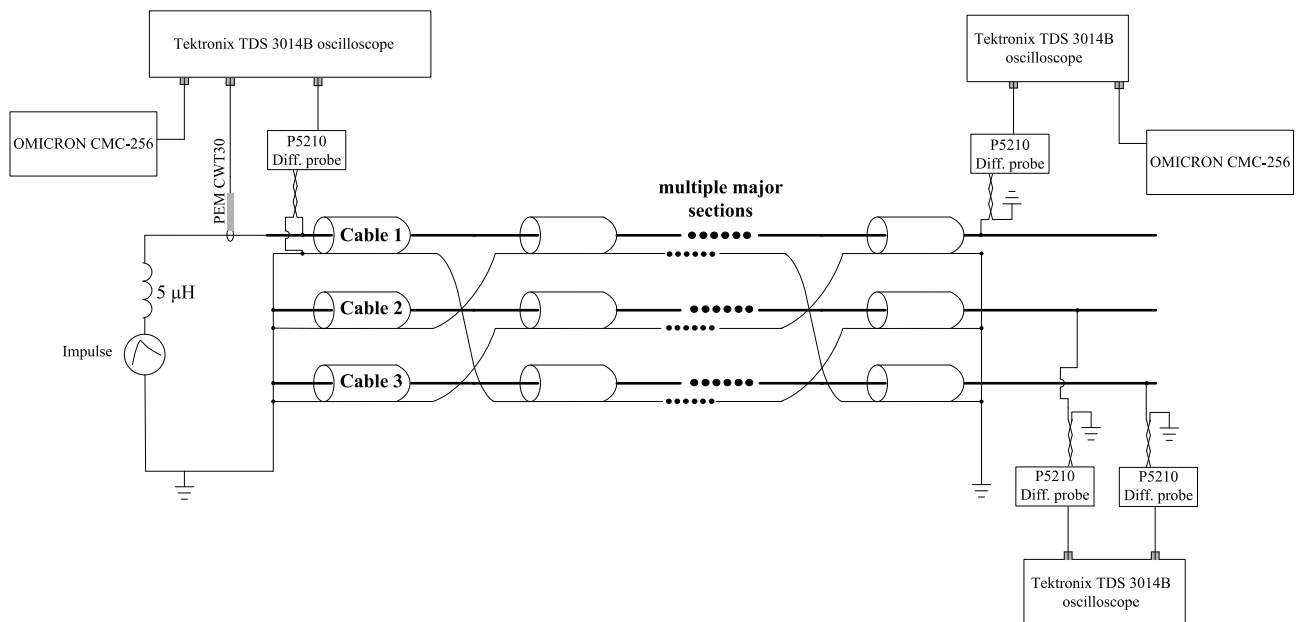 Tektronix TDS 3014B oscilloscope
Tektronix TDS 3014B
oscilloscope
OMICRON CMC-256
PEM CWT30
P5210
Diff. probe
P5210
Diff. probe
OMICRON CMC-256
multiple major
sections
Cable 1
5 μH
Cable 2
Impulse
Cable 3
P5210
Diff. probe
P5210
Diff. probe
Tektronix TDS 3014B
oscilloscope